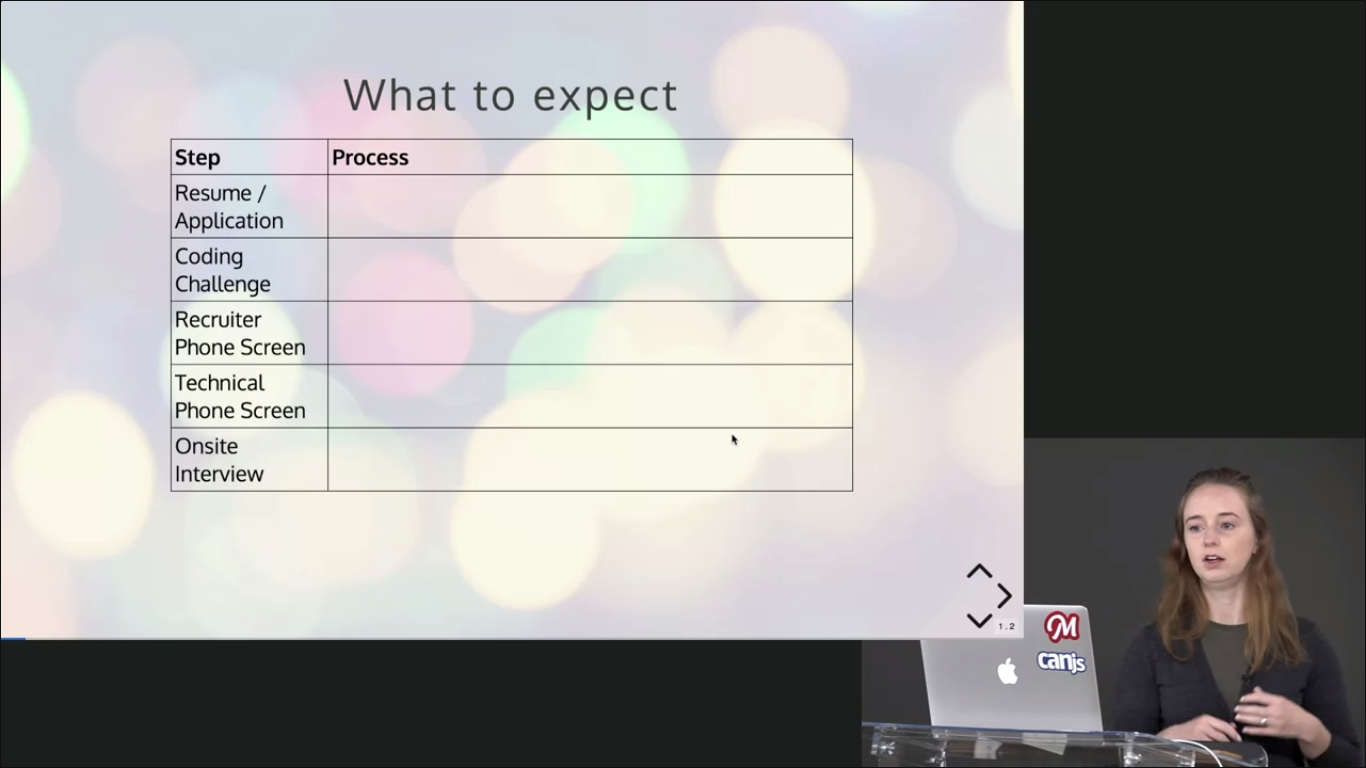 What to expect
Step Process
Resume /
Application
Coding
Challenge
Recruiter
Phone Screen
Technical
Phone Screen
Onsite
Interview
1.2
M
canjs